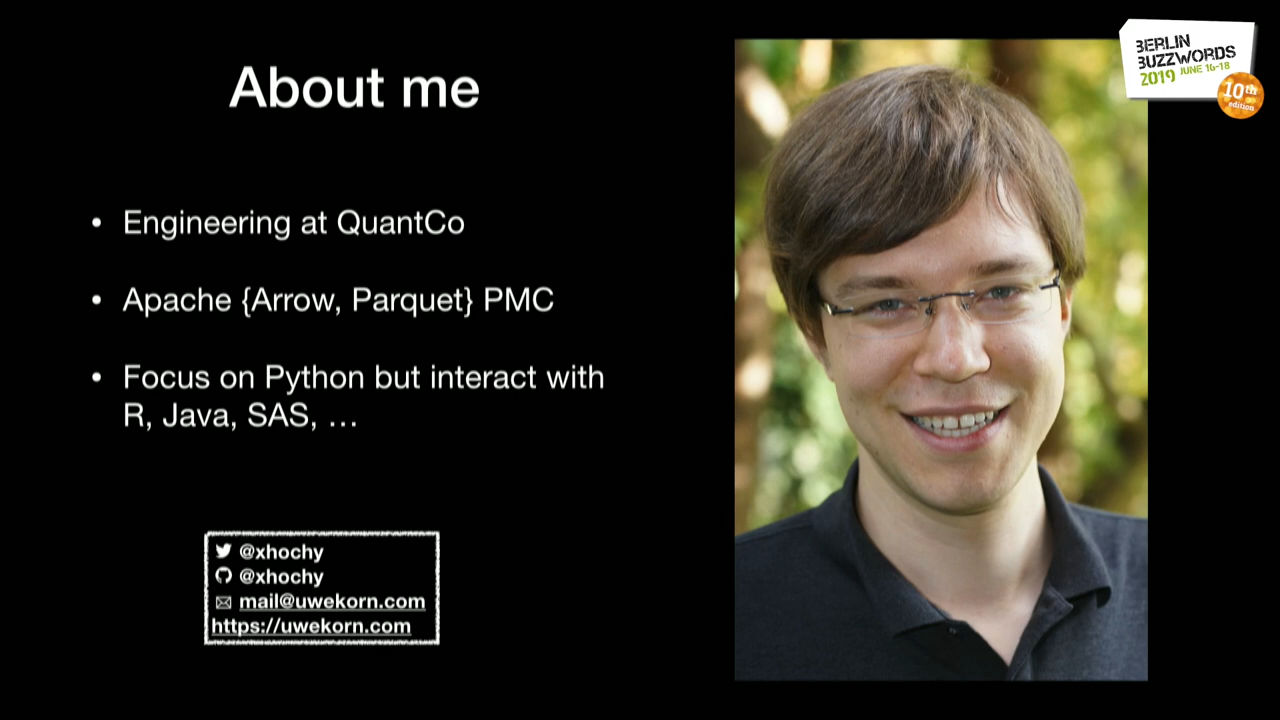 About me
• Engineering at QuantCo
• Apache {Arrow, Parquet} PMC
• Focus on Python but interact with
R, Java, SAS, …
@xhochy
@xhochy
mail@uwekorn.com
https://uwekorn.com
BERLIN
BUZZWORDS
2019 JUNE 16-18
10th
edition